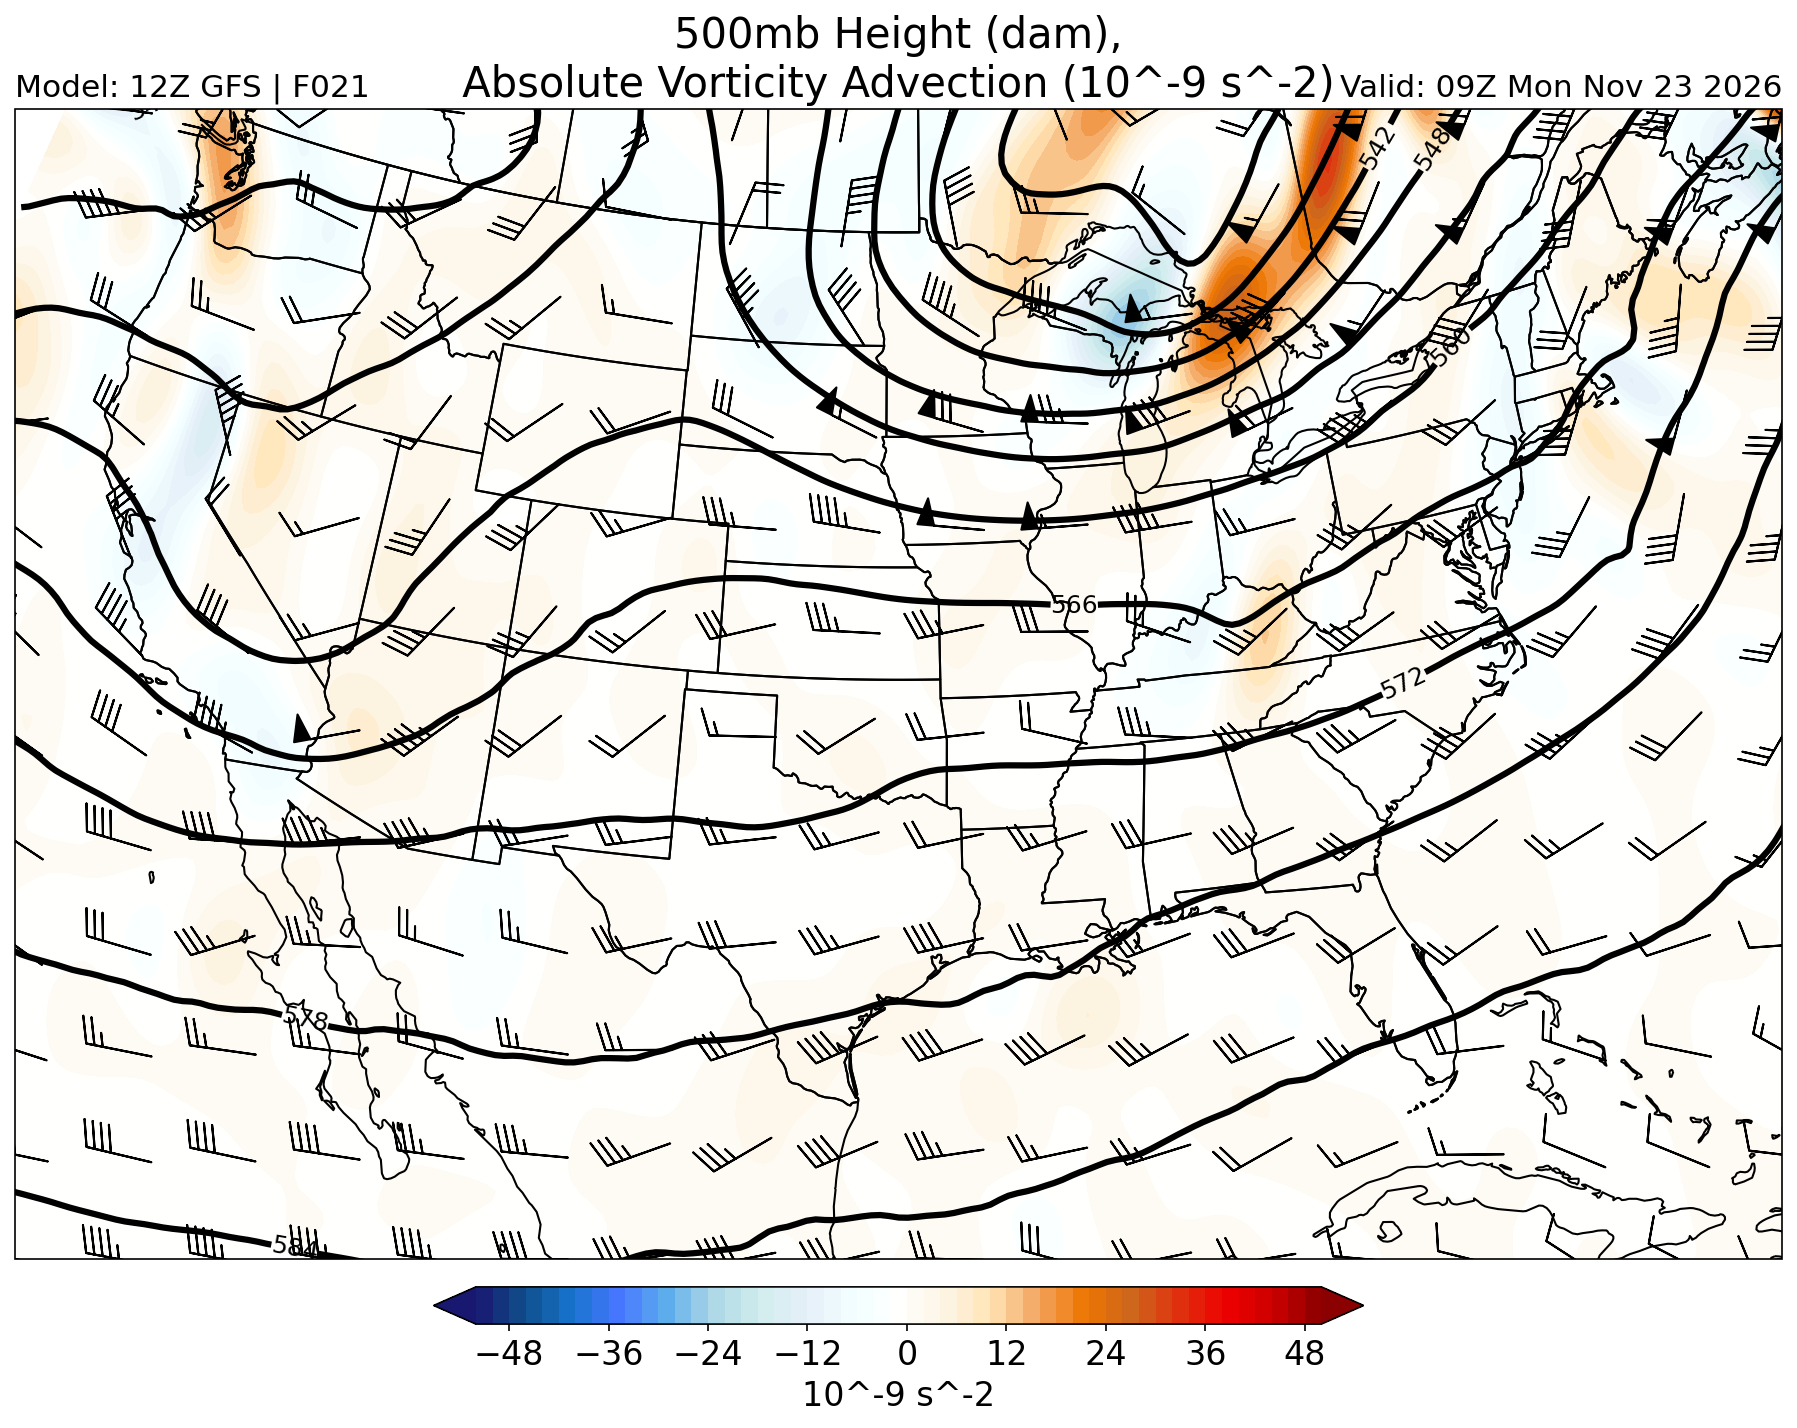 500mb Height (dam),
Model: 12Z GFS | F021
Absolute Vorticity Advection (10^-9 s^-2)
Valid: 09Z Mon Nov 23 2026
542
548
560
566
572
578
584
−48 −36 −24 −12 0 12 24 36 48
10^-9 s^-2